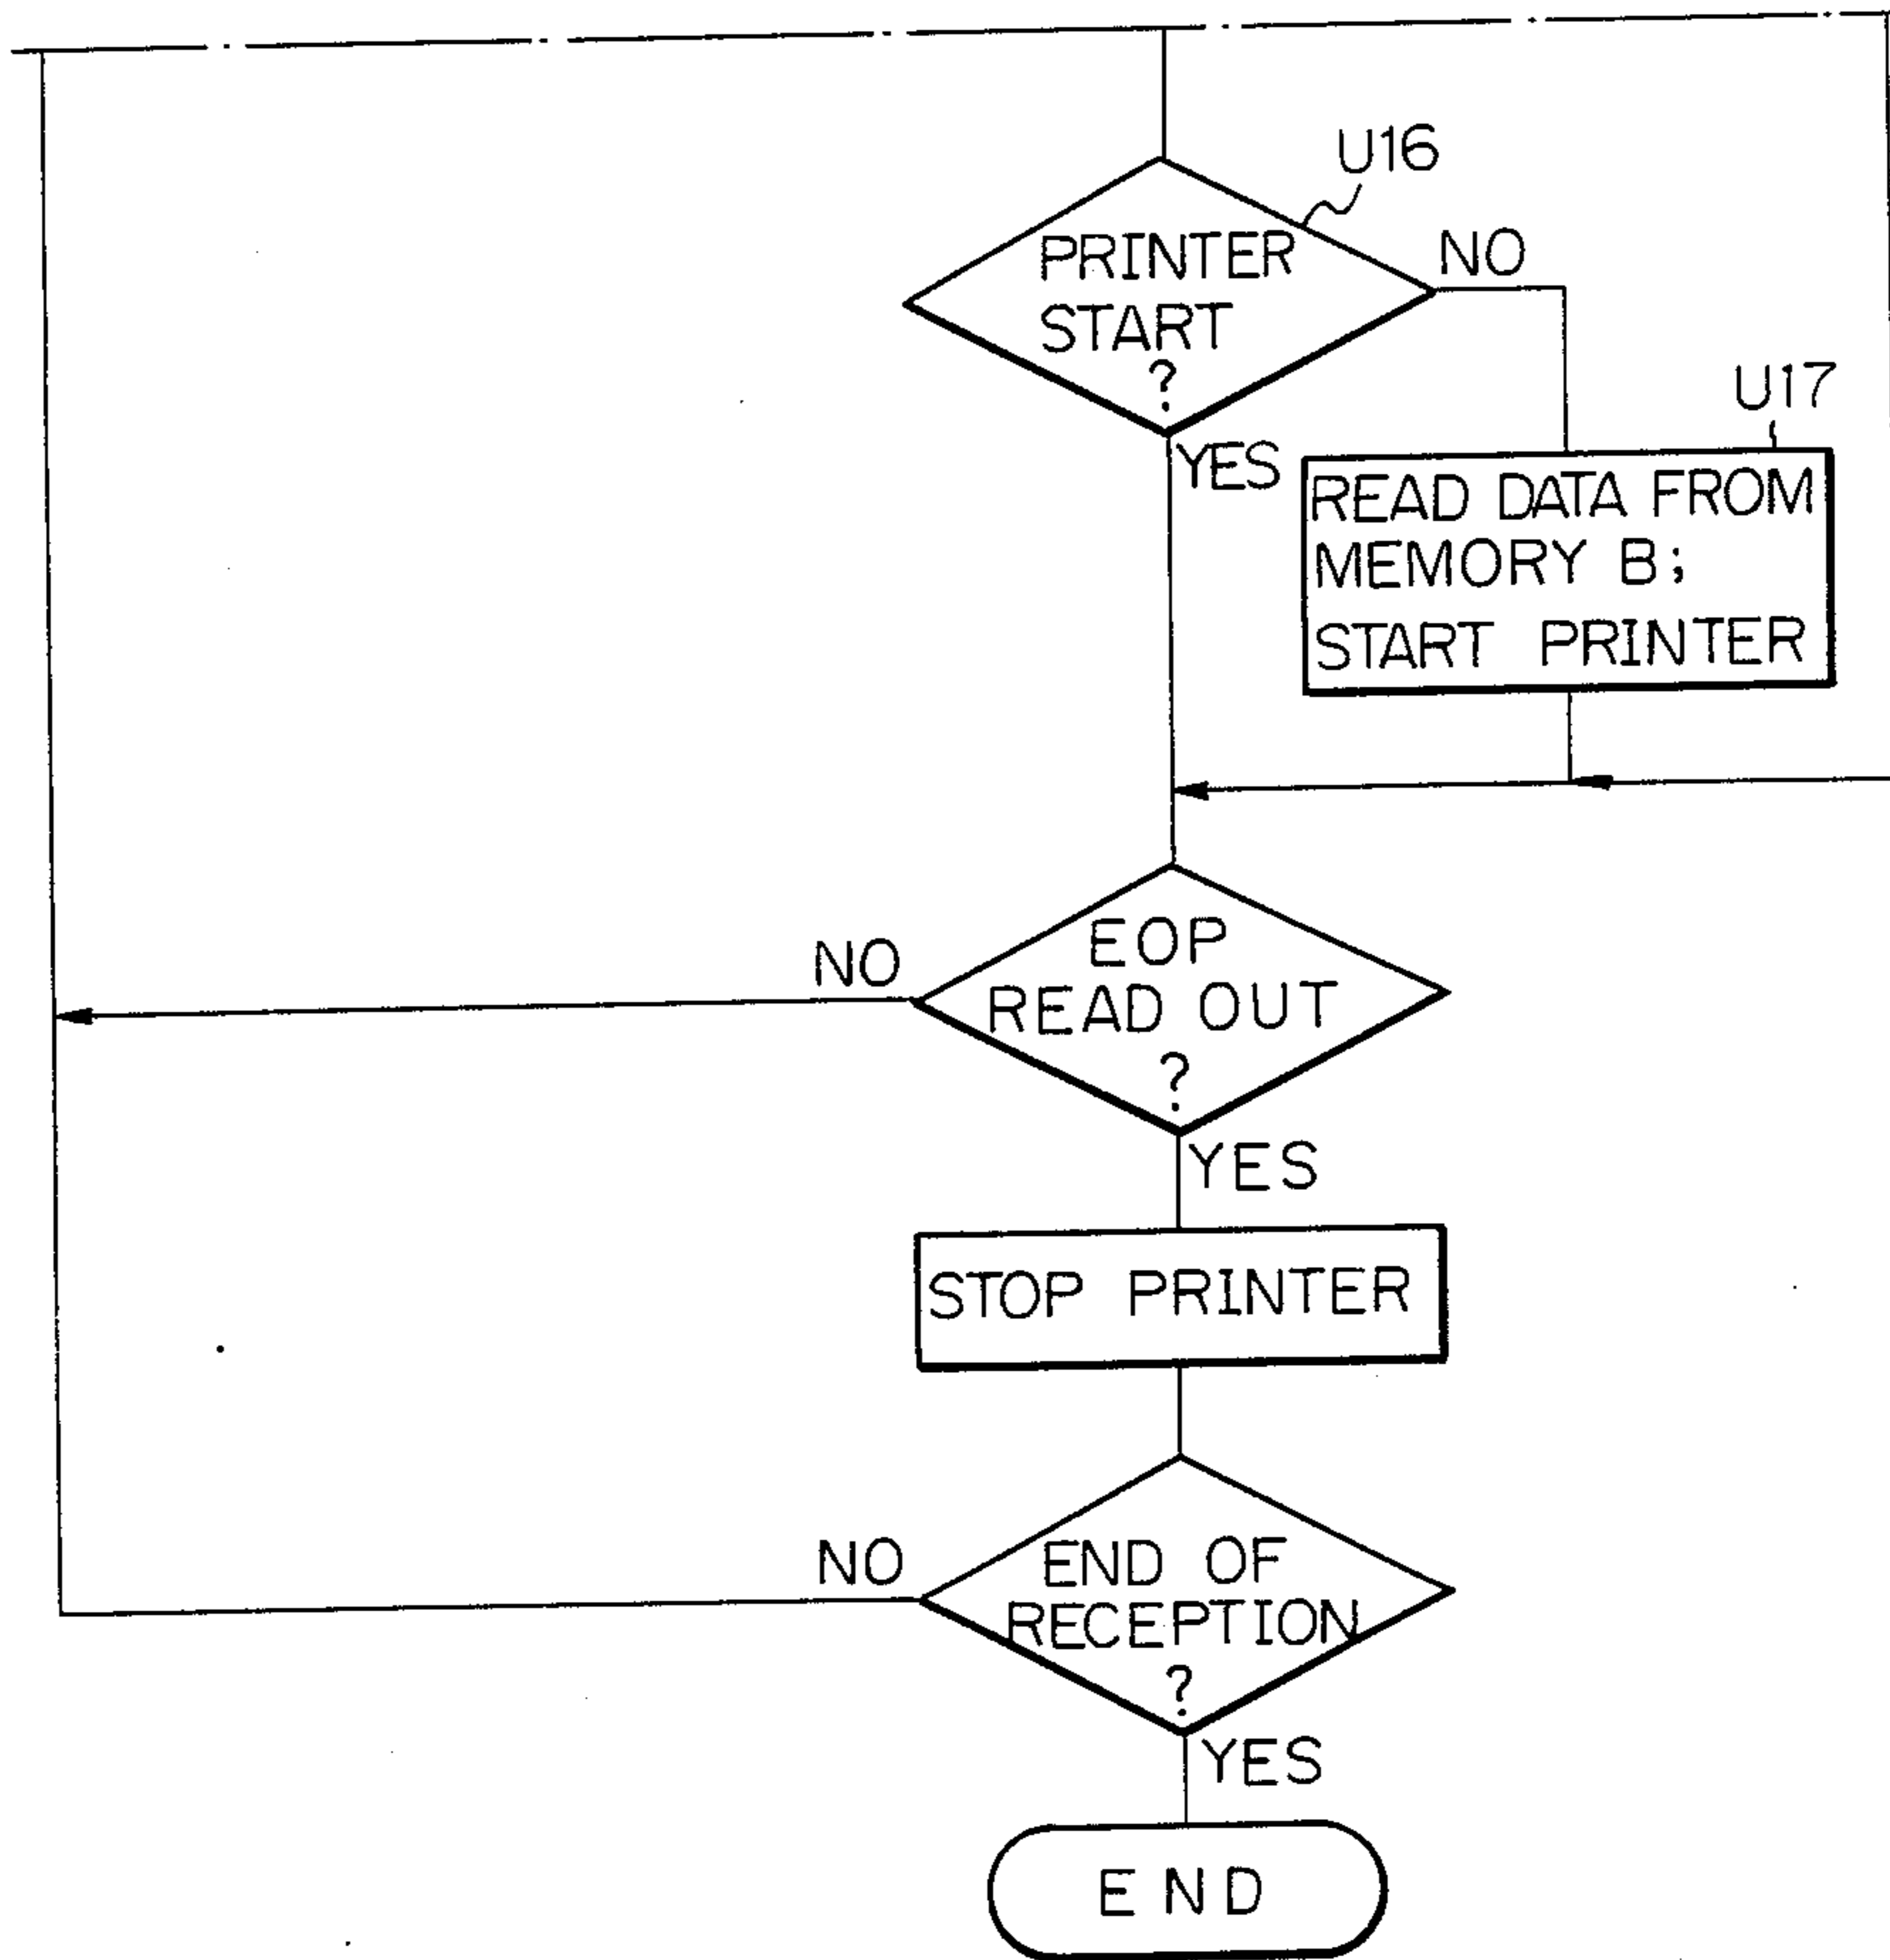 U16
PRINTER
START
?
NO
YES
U17
READ DATA FROM
MEMORY B;
START PRINTER
EOP
READ OUT
?
NO
YES
STOP PRINTER
END OF
RECEPTION
?
NO
YES
END